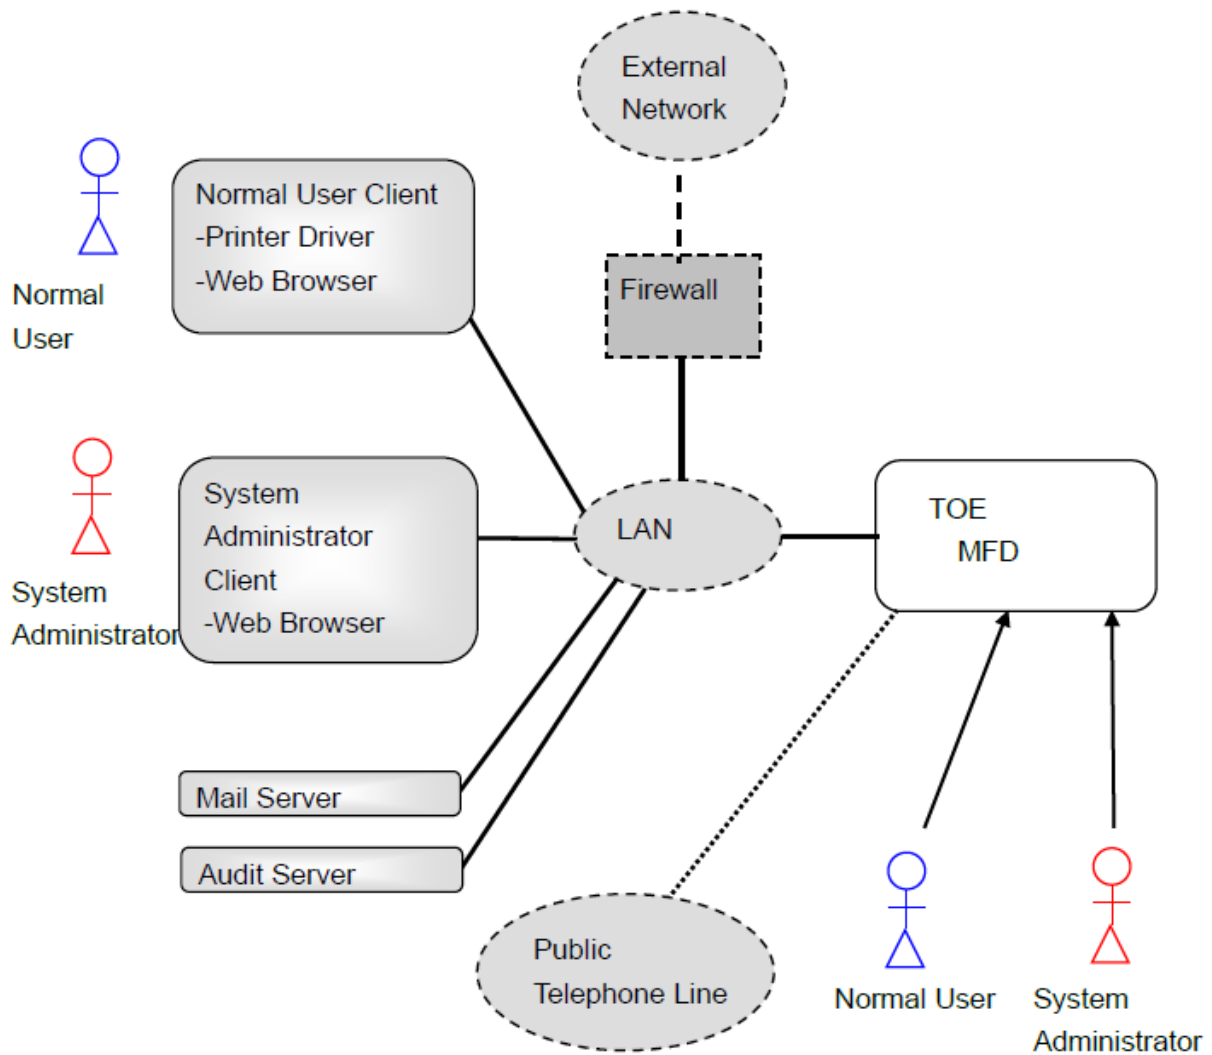 External
Network
Normal User Client
-Printer Driver
-Web Browser
Normal
User
Firewall
System
Administrator
Client
-Web Browser
System
Administrator
LAN
TOE
MFD
Mail Server
Audit Server
Public
Telephone Line
Normal User
System
Administrator